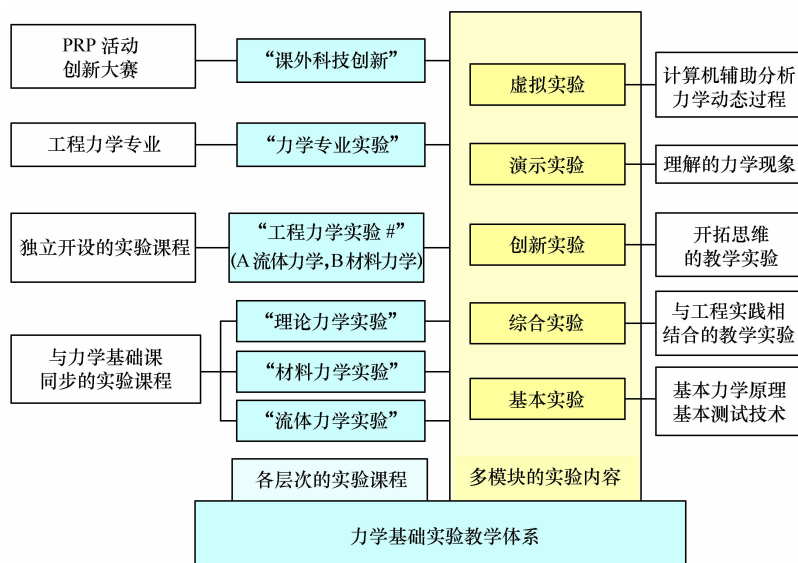 PRP 活动
创新大赛
“课外科技创新”
工程力学专业
“力学专业实验”
独立开设的实验课程
“工程力学实验 #”
(A 流体力学,B 材料力学)
与力学基础课
同步的实验课程
“理论力学实验”
“材料力学实验”
“流体力学实验”
各层次的实验课程
虚拟实验
计算机辅助分析
力学动态过程
演示实验
理解的力学现象
创新实验
开拓思维
的教学实验
综合实验
与工程实践相
结合的教学实验
基本实验
基本力学原理
基本测试技术
多模块的实验内容
力学基础实验教学体系